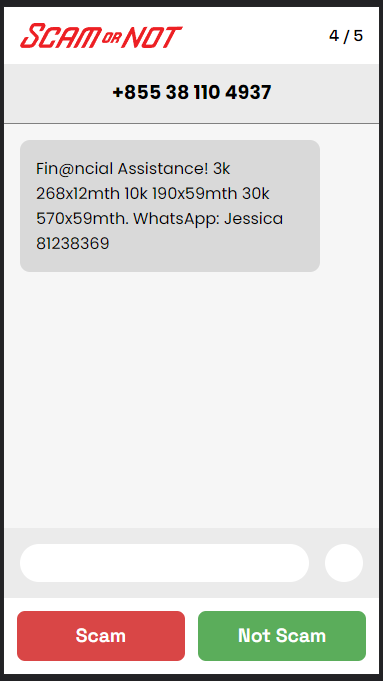 SCAM OR NOT
4 / 5
+855 38 110 4937
Fin@ncial Assistance! 3k
268x12mth 10k 190x59mth 30k
570x59mth. WhatsApp: Jessica
81238369
Scam
Not Scam